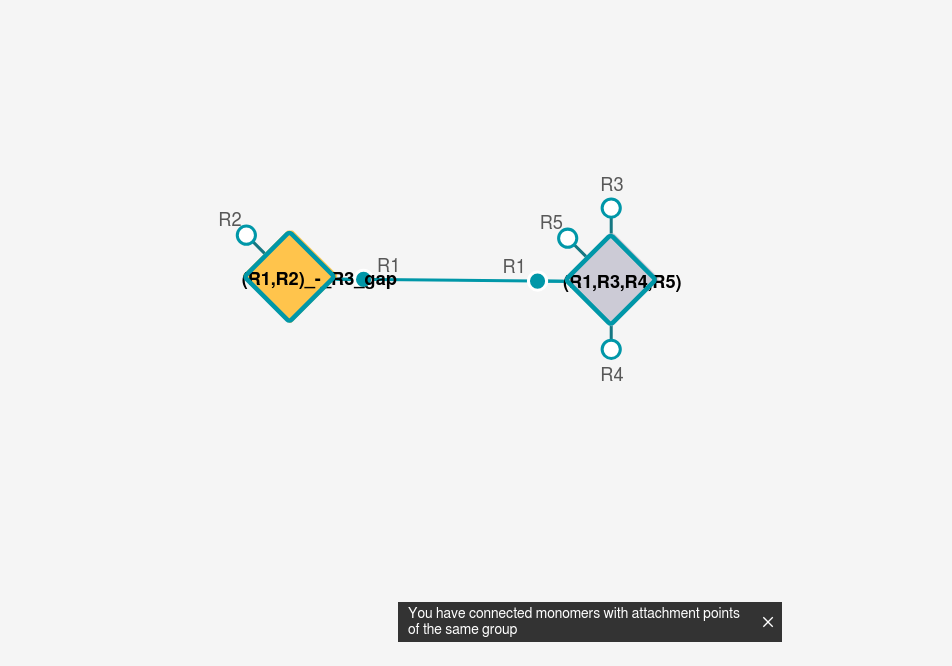 R3
R2
R5
R1
R1
(R1,R2)_-_R3_gap
(R1,R3,R4,R5)
R4
You have connected monomers with attachment points
of the same group